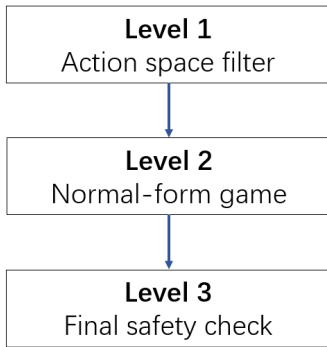 Level 1
Action space filter
Level 2
Normal-form game
Level 3
Final safety check